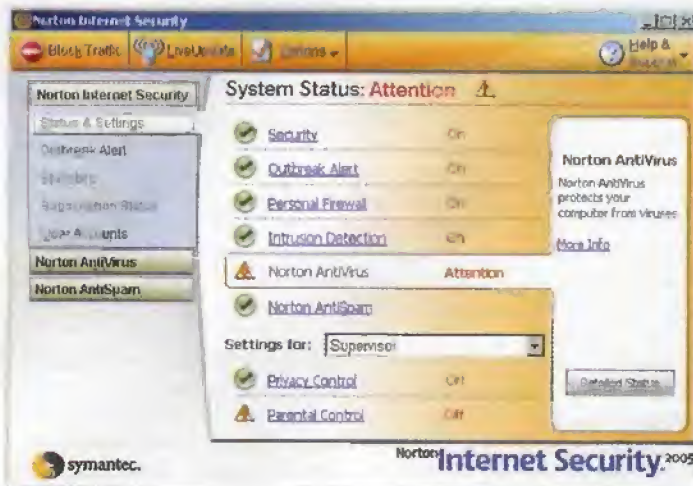 Norton Internet Security
Block Traffic LiveUpdate Options
Help &
Norton Internet Security
Status & Settings
Outbreak Alert
Statistics
Subscription Status
User Accounts
Norton AntiVirus
Norton AntiSpam
System Status: Attention
Security On
Outbreak Alert On
Personal Firewall On
Intrusion Detection On
Norton AntiVirus Attention
Norton AntiSpam
Settings for: Supervisor
Privacy Control
Parental Control Off
Norton AntiVirus
Norton AntiVirus
protects your
computer from viruses
More Info
Detailed Status
symantec.
Norton Internet Security. 2005